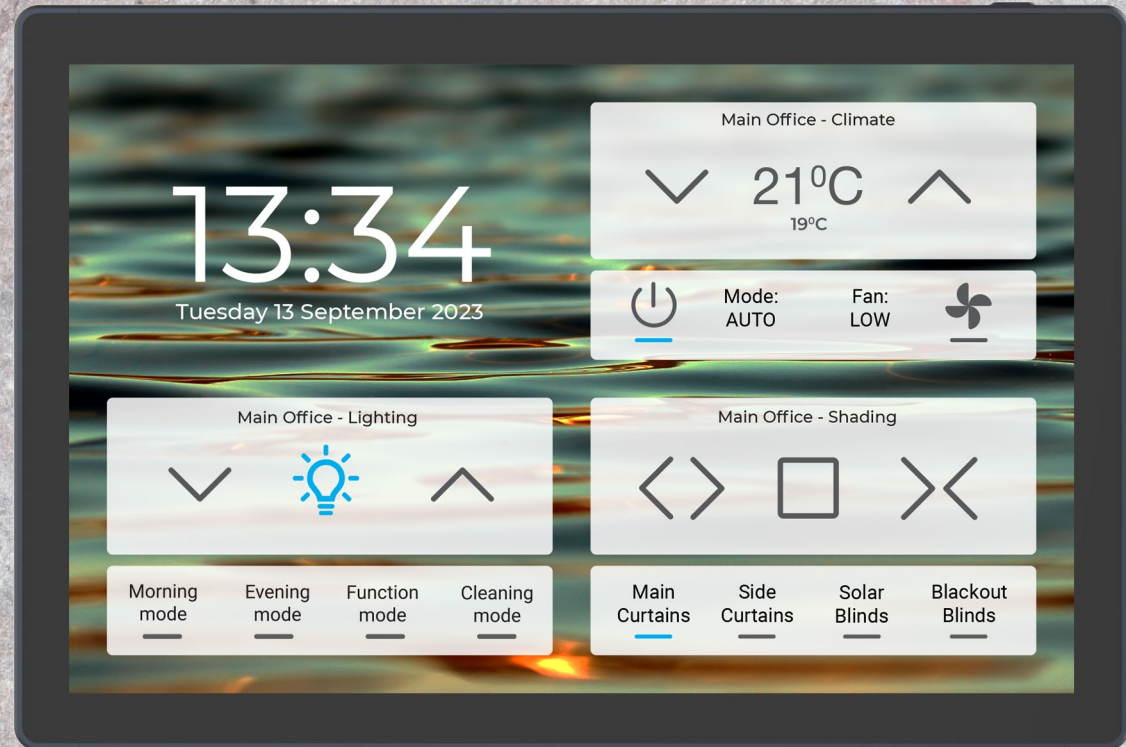 13:34
Tuesday 13 September 2023
Main Office - Climate
21⁰C
19⁰C
Mode:
AUTO
Fan:
LOW
Main Office - Lighting
Morning
mode
Evening
mode
Function
mode
Cleaning
mode
Main Office - Shading
Main
Curtains
Side
Curtains
Solar
Blinds
Blackout
Blinds